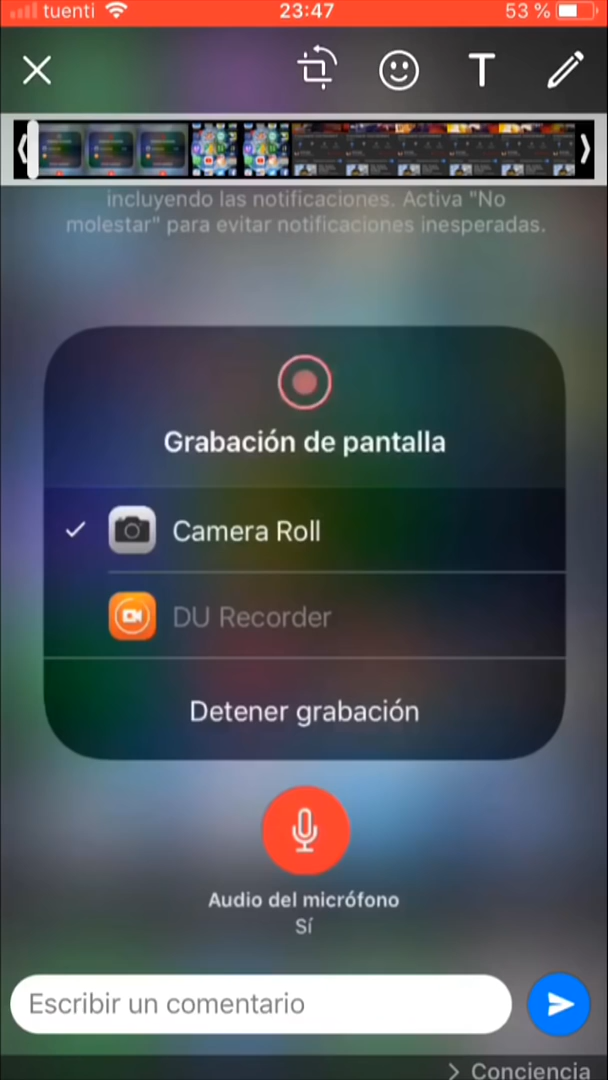 tuenti 23:47 53 %
T
incluyendo las notificaciones. Activa "No
molestar" para evitar notificaciones inesperadas.
Grabación de pantalla
Camera Roll
DU Recorder
Detener grabación
Audio del micrófono
Sí
Escribir un comentario
> Conciencia